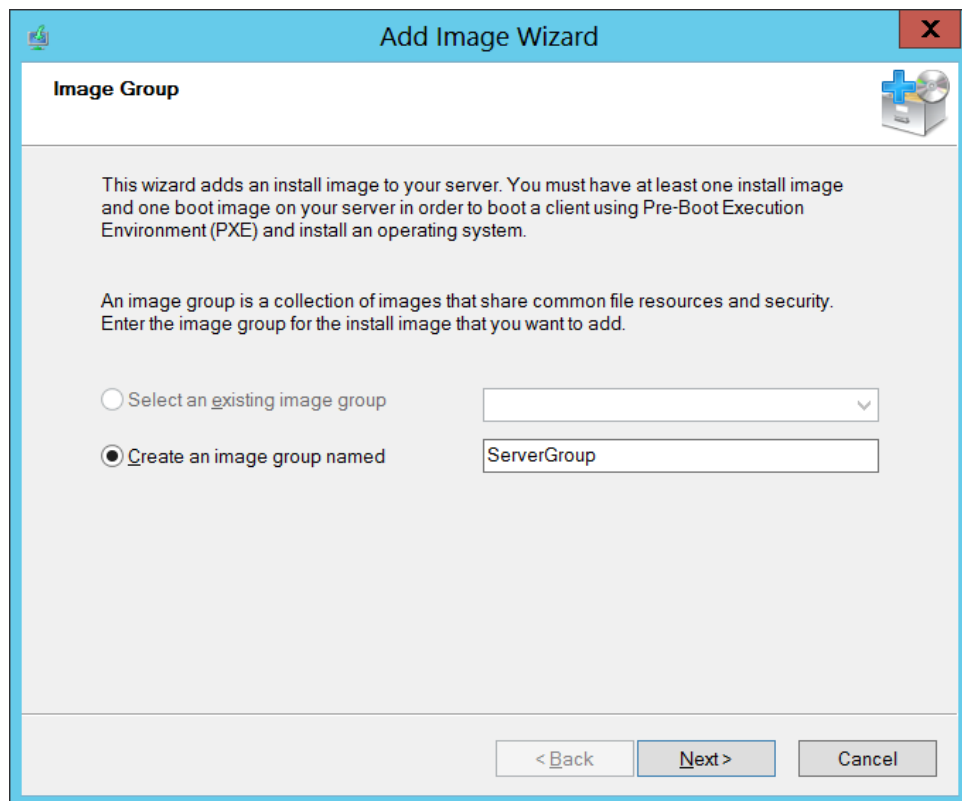 Add Image Wizard
X
Image Group
This wizard adds an install image to your server. You must have at least one install image
and one boot image on your server in order to boot a client using Pre-Boot Execution
Environment (PXE) and install an operating system.
An image group is a collection of images that share common file resources and security.
Enter the image group for the install image that you want to add.
Select an existing image group
Create an image group named ServerGroup
< Back Next > Cancel